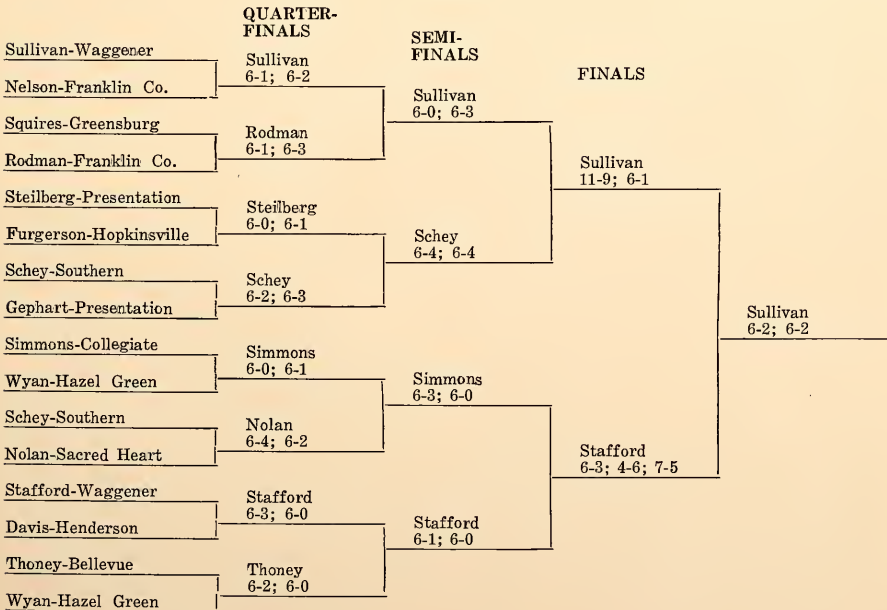 QUARTER-
FINALS
SEMI-
FINALS
FINALS
Sullivan-Waggener
Nelson-Franklin Co.
Squires-Greensburg
Rodman-Franklin Co.
Steilberg-Presentation
Furgerson-Hopkinsville
Schey-Southern
Gephart-Presentation
Simmons-Collegiate
Wyan-Hazel Green
Schey-Southern
Nolan-Sacred Heart
Stafford-Waggener
Davis-Henderson
Thoney-Bellevue
Wyan-Hazel Green
Sullivan
6-1; 6-2
Rodman
6-1; 6-3
Steilberg
6-0; 6-1
Schey
6-2; 6-3
Simmons
6-0; 6-1
Nolan
6-4; 6-2
Stafford
6-3; 6-0
Thoney
6-2; 6-0
Sullivan
6-0; 6-3
Schey
6-4; 6-4
Simmons
6-3; 6-0
Stafford
6-1; 6-0
Sullivan
11-9; 6-1
Stafford
6-3; 4-6; 7-5
Sullivan
6-2; 6-2